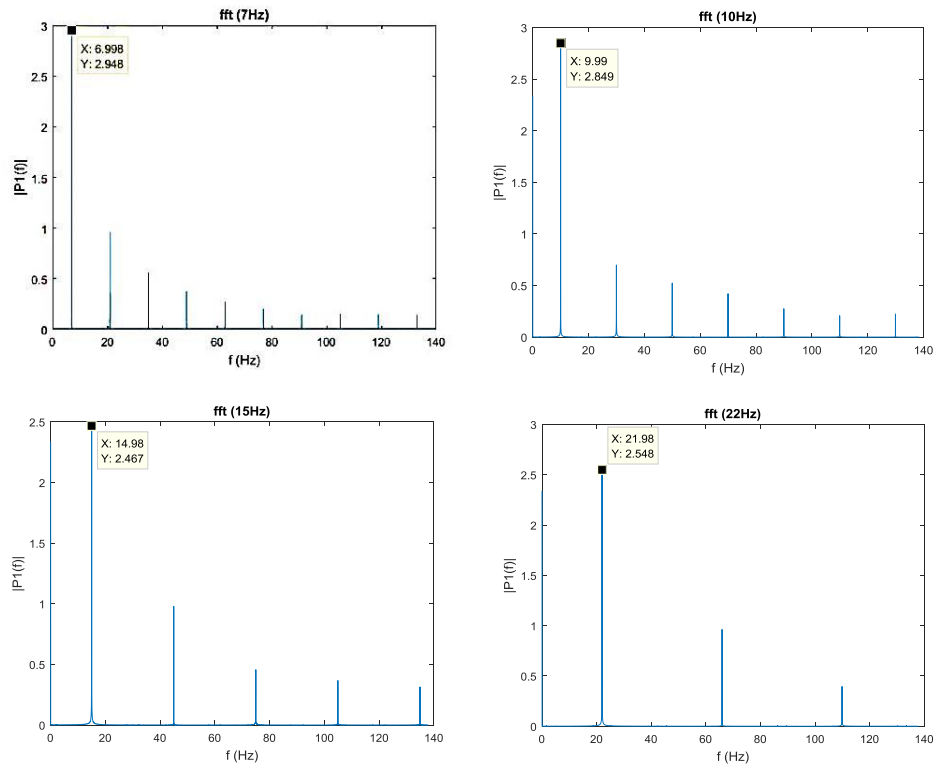 fft (7Hz)
3
2.5
2
1.5
1
0.5
0
|P1(f)|
X: 6.998
Y: 2.948
0 20 40 60 80 100 120 140
f (Hz)
fft (10Hz)
3
2.5
2
1.5
1
0.5
0
|P1(f)|
X: 9.99
Y: 2.849
0 20 40 60 80 100 120 140
f (Hz)
fft (15Hz)
2.5
2
1.5
1
0.5
0
|P1(f)|
X: 14.98
Y: 2.467
0 20 40 60 80 100 120 140
f (Hz)
fft (22Hz)
3
2.5
2
1.5
1
0.5
0
|P1(f)|
X: 21.98
Y: 2.548
0 20 40 60 80 100 120 140
f (Hz)